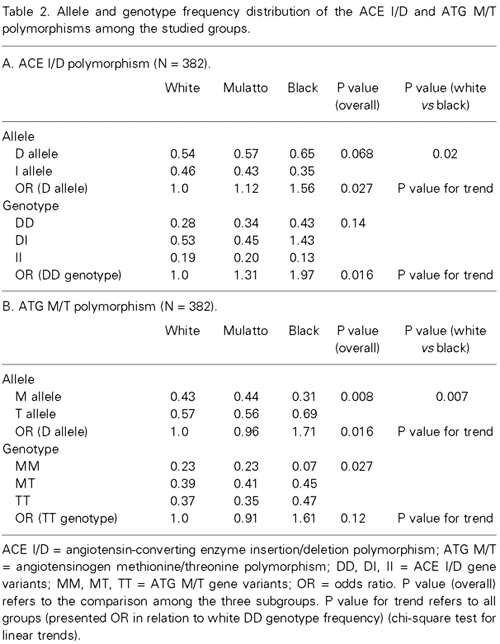 Table 2. Allele and genotype frequency distribution of the ACE I/D and ATG M/T
polymorphisms among the studied groups.
A. ACE I/D polymorphism (N = 382).
White Mulatto Black P value P value (white
(overall) vs black)
Allele
D allele 0.54 0.57 0.65 0.068 0.02
I allele 0.46 0.43 0.35
OR (D allele) 1.0 1.12 1.56 0.027 P value for trend
Genotype
DD 0.28 0.34 0.43 0.14
DI 0.53 0.45 1.43
II 0.19 0.20 0.13
OR (DD genotype) 1.0 1.31 1.97 0.016 P value for trend
B. ATG M/T polymorphism (N = 382).
White Mulatto Black P value P value (white
(overall) vs black)
Allele
M allele 0.43 0.44 0.31 0.008 0.007
T allele 0.57 0.56 0.69
OR (D allele) 1.0 0.96 1.71 0.016 P value for trend
Genotype
MM 0.23 0.23 0.07 0.027
MT 0.39 0.41 0.45
TT 0.37 0.35 0.47
OR (TT genotype) 1.0 0.91 1.61 0.12 P value for trend
ACE I/D = angiotensin-converting enzyme insertion/deletion polymorphism; ATG M/T
= angiotensinogen methionine/threonine polymorphism; DD, DI, II = ACE I/D gene
variants; MM, MT, TT = ATG M/T gene variants; OR = odds ratio. P value (overall)
refers to the comparison among the three subgroups. P value for trend refers to all
groups (presented OR in relation to white DD genotype frequency) (chi-square test for
linear trends).